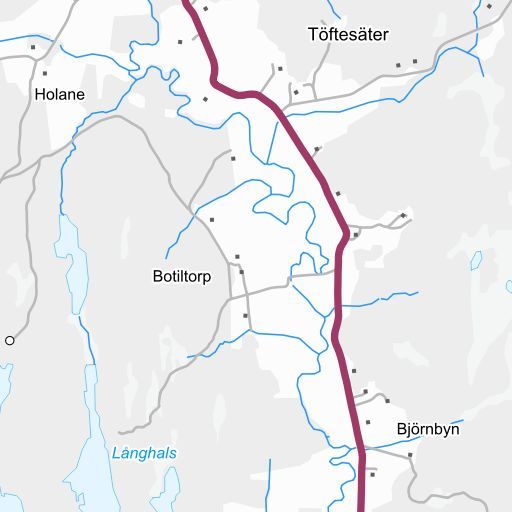 Töftesäter
Holane
Botiltorp
Björnbyn
Långhals